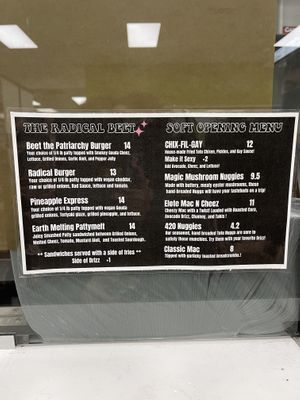 THE RADICAL BEET
Beet the Patriarchy Burger 14
Your choice of 1/4 lb patty topped with Smokey Gouda Cheez,
Lettuce, Grilled Onions, Garlic Aioli, and Pepper Jelly
Radical Burger 13
Your choice of 1/4 lb patty topped with vegan cheddar,
raw or grilled onions, Rad Sauce, lettuce and tomato.
Pineapple Express 14
Your choice of 1/4 lb patty topped with vegan Gouda
grilled onions, Teriyaki glaze, grilled pineapple, and lettuce.
Earth Melting Pattymelt 14
Juicy Smashed Patty sandwiched between Grilled Onions,
Melted Cheez, Tomato, Mustard Aioli, and Toasted Sourdough.
** Sandwiches served with a side of fries **
Side of Drizz -1
SOFT OPENING MENU
CHIX-FIL-GAY 12
House-made Fried Tofu Chicken, Pickles, and Gay Sauce!
Make it Sexy -2
Add Avocado, Cheez, and Lettuce!
Magic Mushroom Nuggies 9.5
Made with buttery, meaty oyster mushrooms, these
hand-breaded Nuggs will have your tastebuds on a trip!
Elote Mac N Cheez 11
Cheezy Mac with a Twist! Loaded with Roasted Corn,
Avocado Drizz, Chamoy, and Takis!
420 Nuggies 4.2
Our seasoned, hand-breaded Tofu Nuggs are sure to
satisfy those munchies. Try them with your favorite Drizz!
Classic Mac 8
Topped with garlicky toasted breadcrumbs!